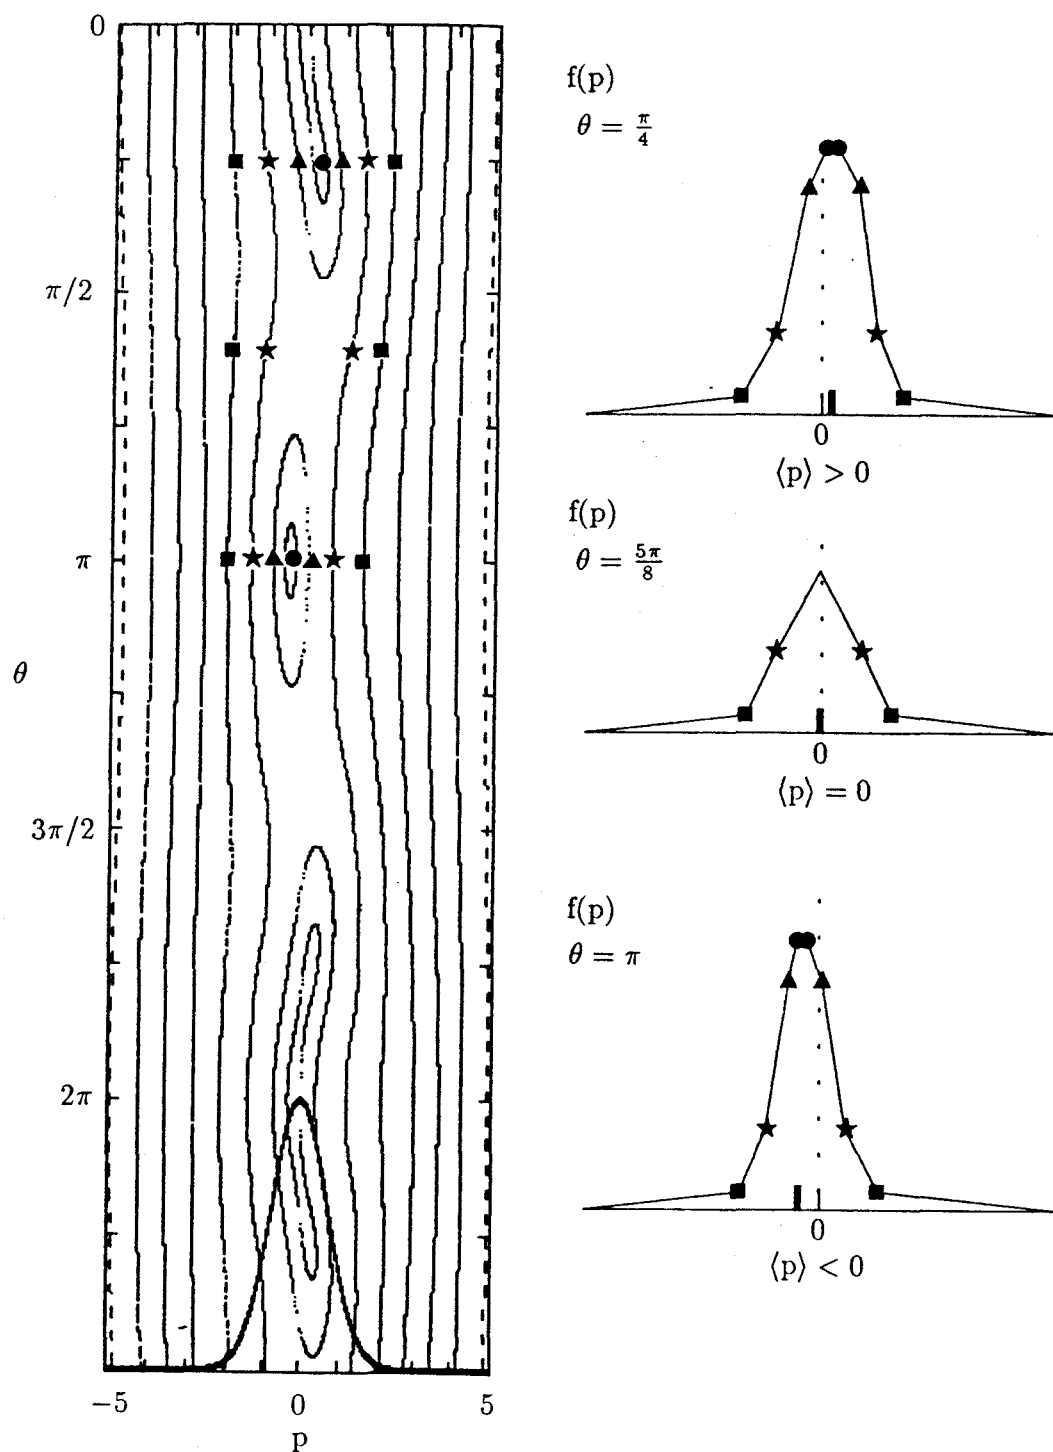 0
π/2
π
θ
3π/2
2π
−5
0
5
p
f(p)
θ = π/4
0
⟨p⟩ > 0
f(p)
θ = 5π/8
0
⟨p⟩ = 0
f(p)
θ = π
0
⟨p⟩ < 0